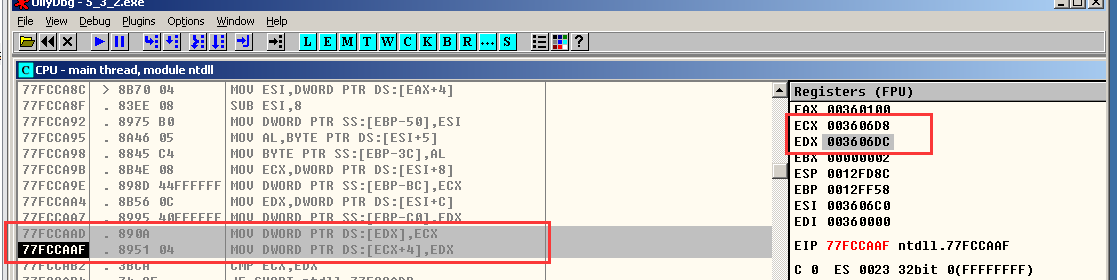 OllyDbg - 5_3_2.exe
File View Debug Plugins Options Window Help
L E M T W C K B R ... S ?
C CPU - main thread, module ntdll
77FCCA8C > 8B70 04 MOV ESI,DWORD PTR DS:[EAX+4]
77FCCA8F . 83EE 08 SUB ESI,8
77FCCA92 . 8975 B0 MOV DWORD PTR SS:[EBP-50],ESI
77FCCA95 . 8A46 05 MOV AL,BYTE PTR DS:[ESI+5]
77FCCA98 . 8845 C4 MOV BYTE PTR SS:[EBP-3C],AL
77FCCA9B . 8B4E 08 MOV ECX,DWORD PTR DS:[ESI+8]
77FCCA9E . 898D 44FFFFFF MOV DWORD PTR SS:[EBP-BC],ECX
77FCCAA4 . 8B56 0C MOV EDX,DWORD PTR DS:[ESI+C]
77FCCAA7 . 8995 40FFFFFF MOV DWORD PTR SS:[EBP-C0],EDX
77FCCAAD . 890A MOV DWORD PTR DS:[EDX],ECX
77FCCAAF . 8951 04 MOV DWORD PTR DS:[ECX+4],EDX
77FCCAB2 . 3BCA CMP ECX,EDX
Registers (FPU)
EAX 00360100
ECX 003606D8
EDX 003606DC
EBX 00000002
ESP 0012FD8C
EBP 0012FF58
ESI 003606C0
EDI 00360000
EIP 77FCCAAF ntdll.77FCCAAF
C 0 ES 0023 32bit 0(FFFFFFFF)